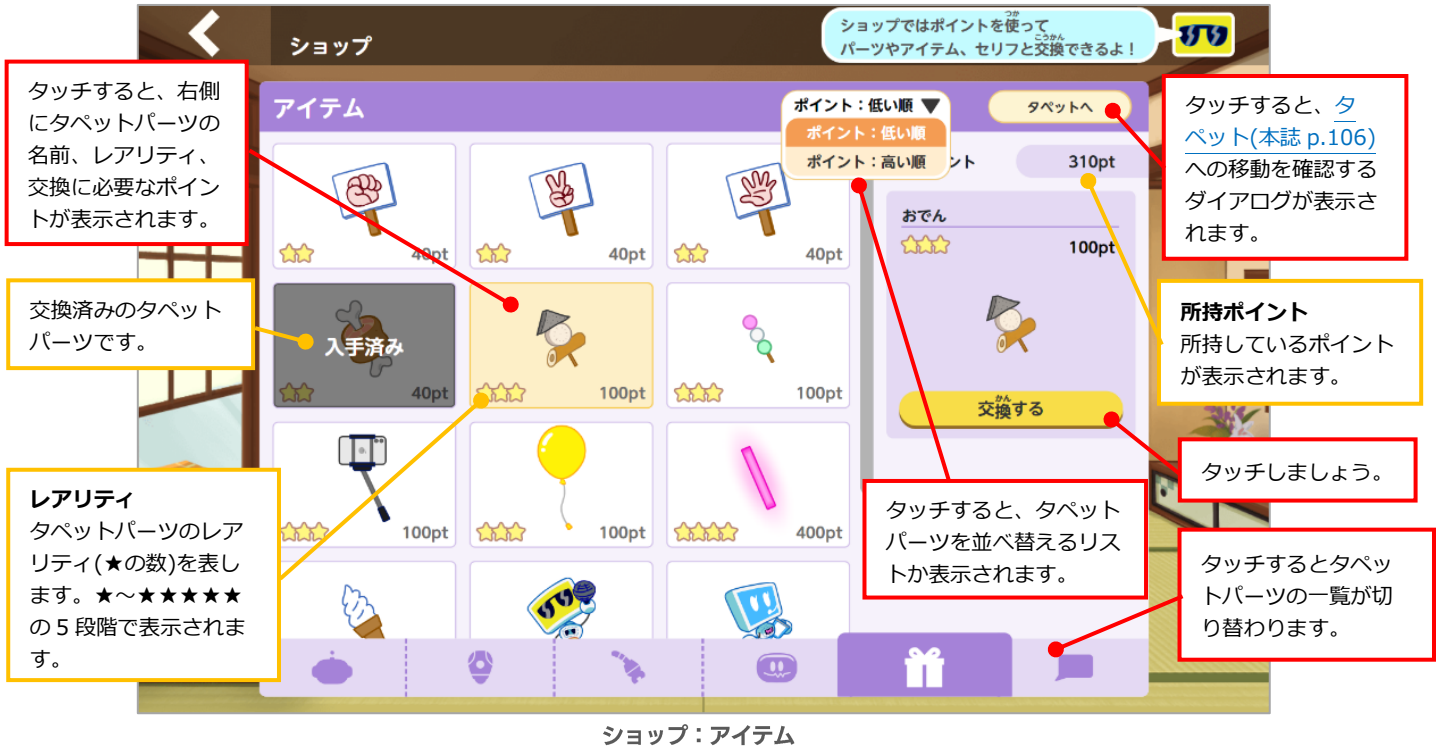 ショップ
ショップではポイントを使って
パーツやアイテム、セリフと交換できるよ！
つか
こうかん
アイテム
ポイント：低い順 ▼
ポイント：低い順
ポイント：高い順
タペットへ
ント
310pt
40pt
40pt
40pt
入手済み
40pt
100pt
100pt
100pt
100pt
400pt
おでん
100pt
かん
交換する
タッチすると、右側
にタペットパーツの
名前、レアリティ、
交換に必要なポイン
トが表示されます。
交換済みのタペット
パーツです。
レアリティ
タペットパーツのレア
リティ(★の数)を表し
ます。★～★★★★★
の５段階で表示されま
す。
タッチすると、タ
ペット(本誌 p.106)
への移動を確認する
ダイアログが表示さ
れます。
所持ポイント
所持しているポイント
が表示されます。
タッチしましょう。
タッチすると、タペット
パーツを並べ替えるリス
トか表示されます。
タッチするとタペッ
トパーツの一覧が切
り替わります。
ショップ：アイテム